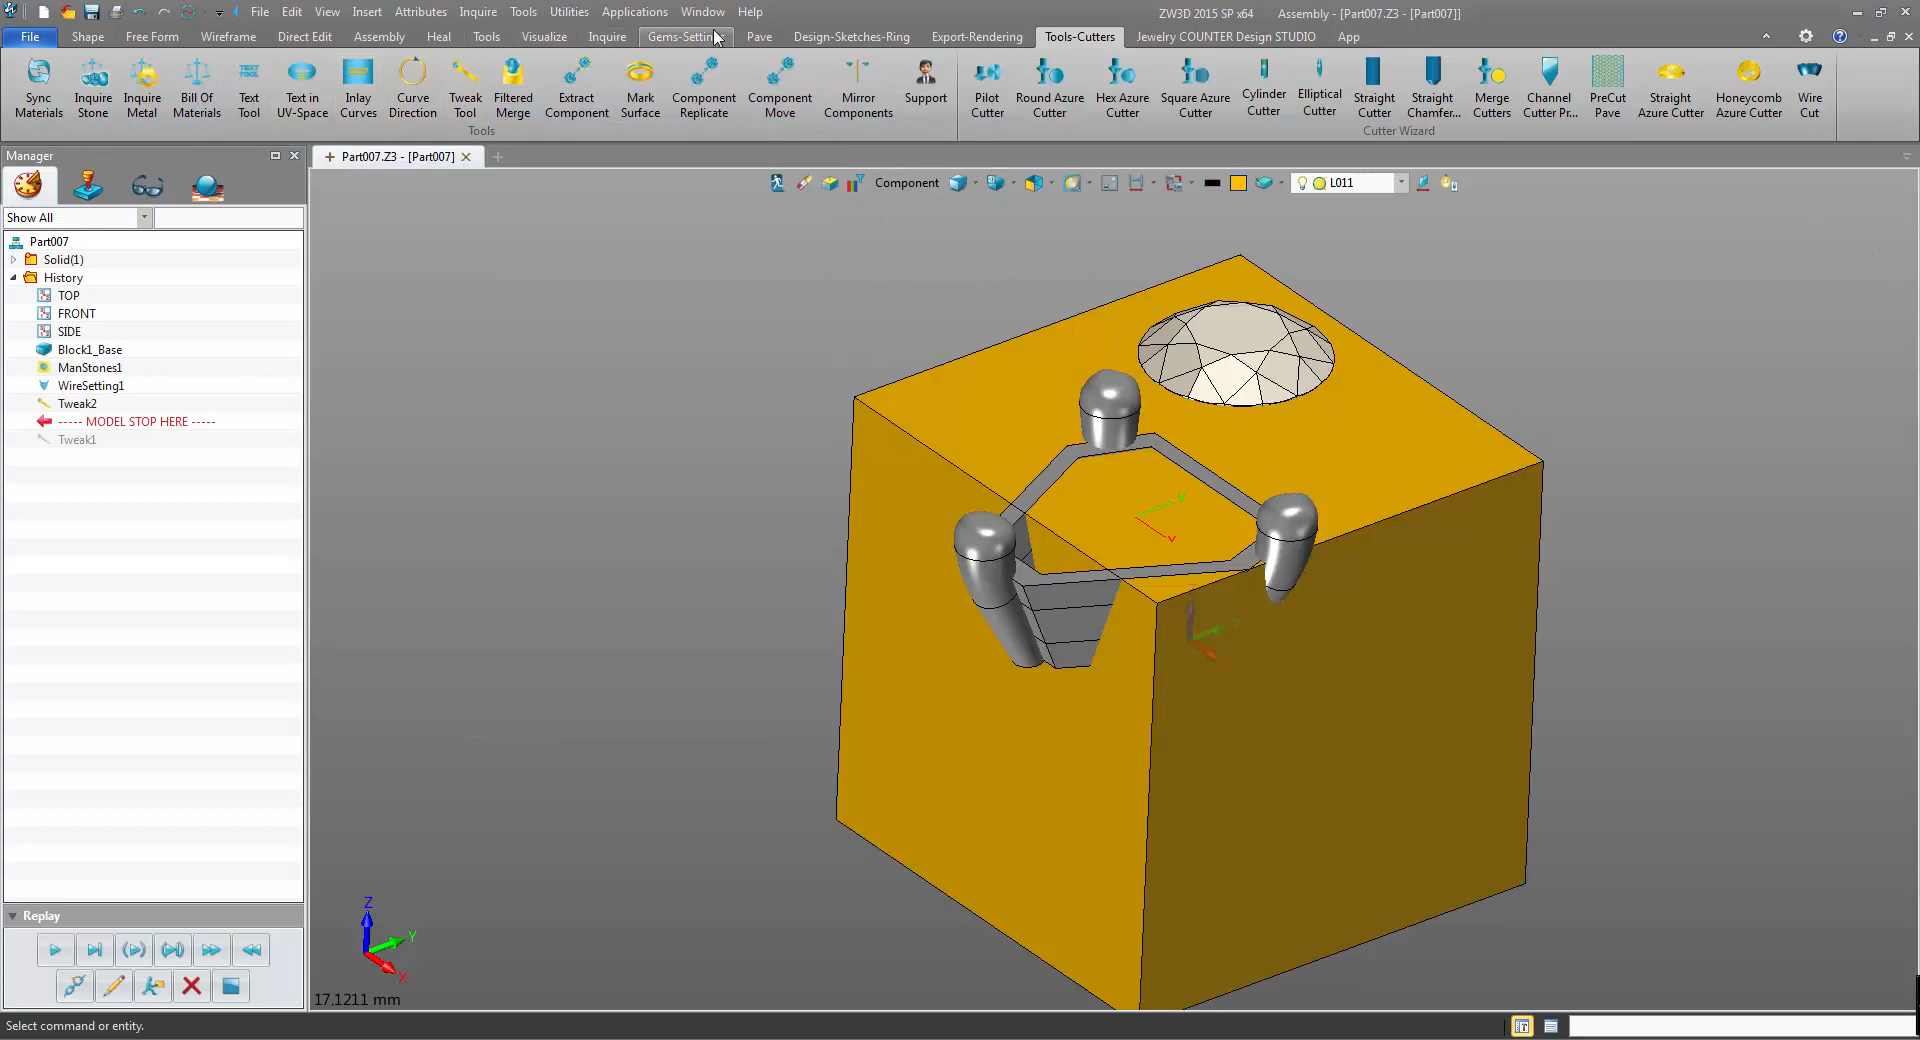 File Edit View Insert Attributes Inquire Tools Utilities Applications Window Help
ZW3D 2015 SP x64 Assembly - [Part007.Z3 - [Part007]]
File Shape Free Form Wireframe Direct Edit Assembly Heal Tools Visualize Inquire Gems-Settin Pave Design-Sketches-Ring Export-Rendering Tools-Cutters Jewelry COUNTER Design STUDIO App
Sync Materials
Inquire Stone
Inquire Metal
Bill Of Materials
TEXT TOOL
Text Tool
Text in UV-Space
Inlay Curves
Curve Direction
Tweak Tool
Filtered Merge
Extract Component
Mark Surface
Component Replicate
Component Move
Mirror Components
Support
Pilot Cutter
Round Azure Cutter
Hex Azure Cutter
Square Azure Cutter
Cylinder Cutter
Elliptical Cutter
Straight Cutter
Straight Chamfer...
Merge Cutters
Channel Cutter Pr...
PreCut Pave
Straight Azure Cutter
Honeycomb Azure Cutter
Wire Cut
Tools
Cutter Wizard
Manager
Part007.Z3 - [Part007]
Component
L011
Show All
Part007
Solid(1)
History
TOP
FRONT
SIDE
Block1_Base
ManStones1
WireSetting1
Tweak2
----- MODEL STOP HERE -----
Tweak1
Replay
Z
Y
X
17.1211 mm
Select command or entity.